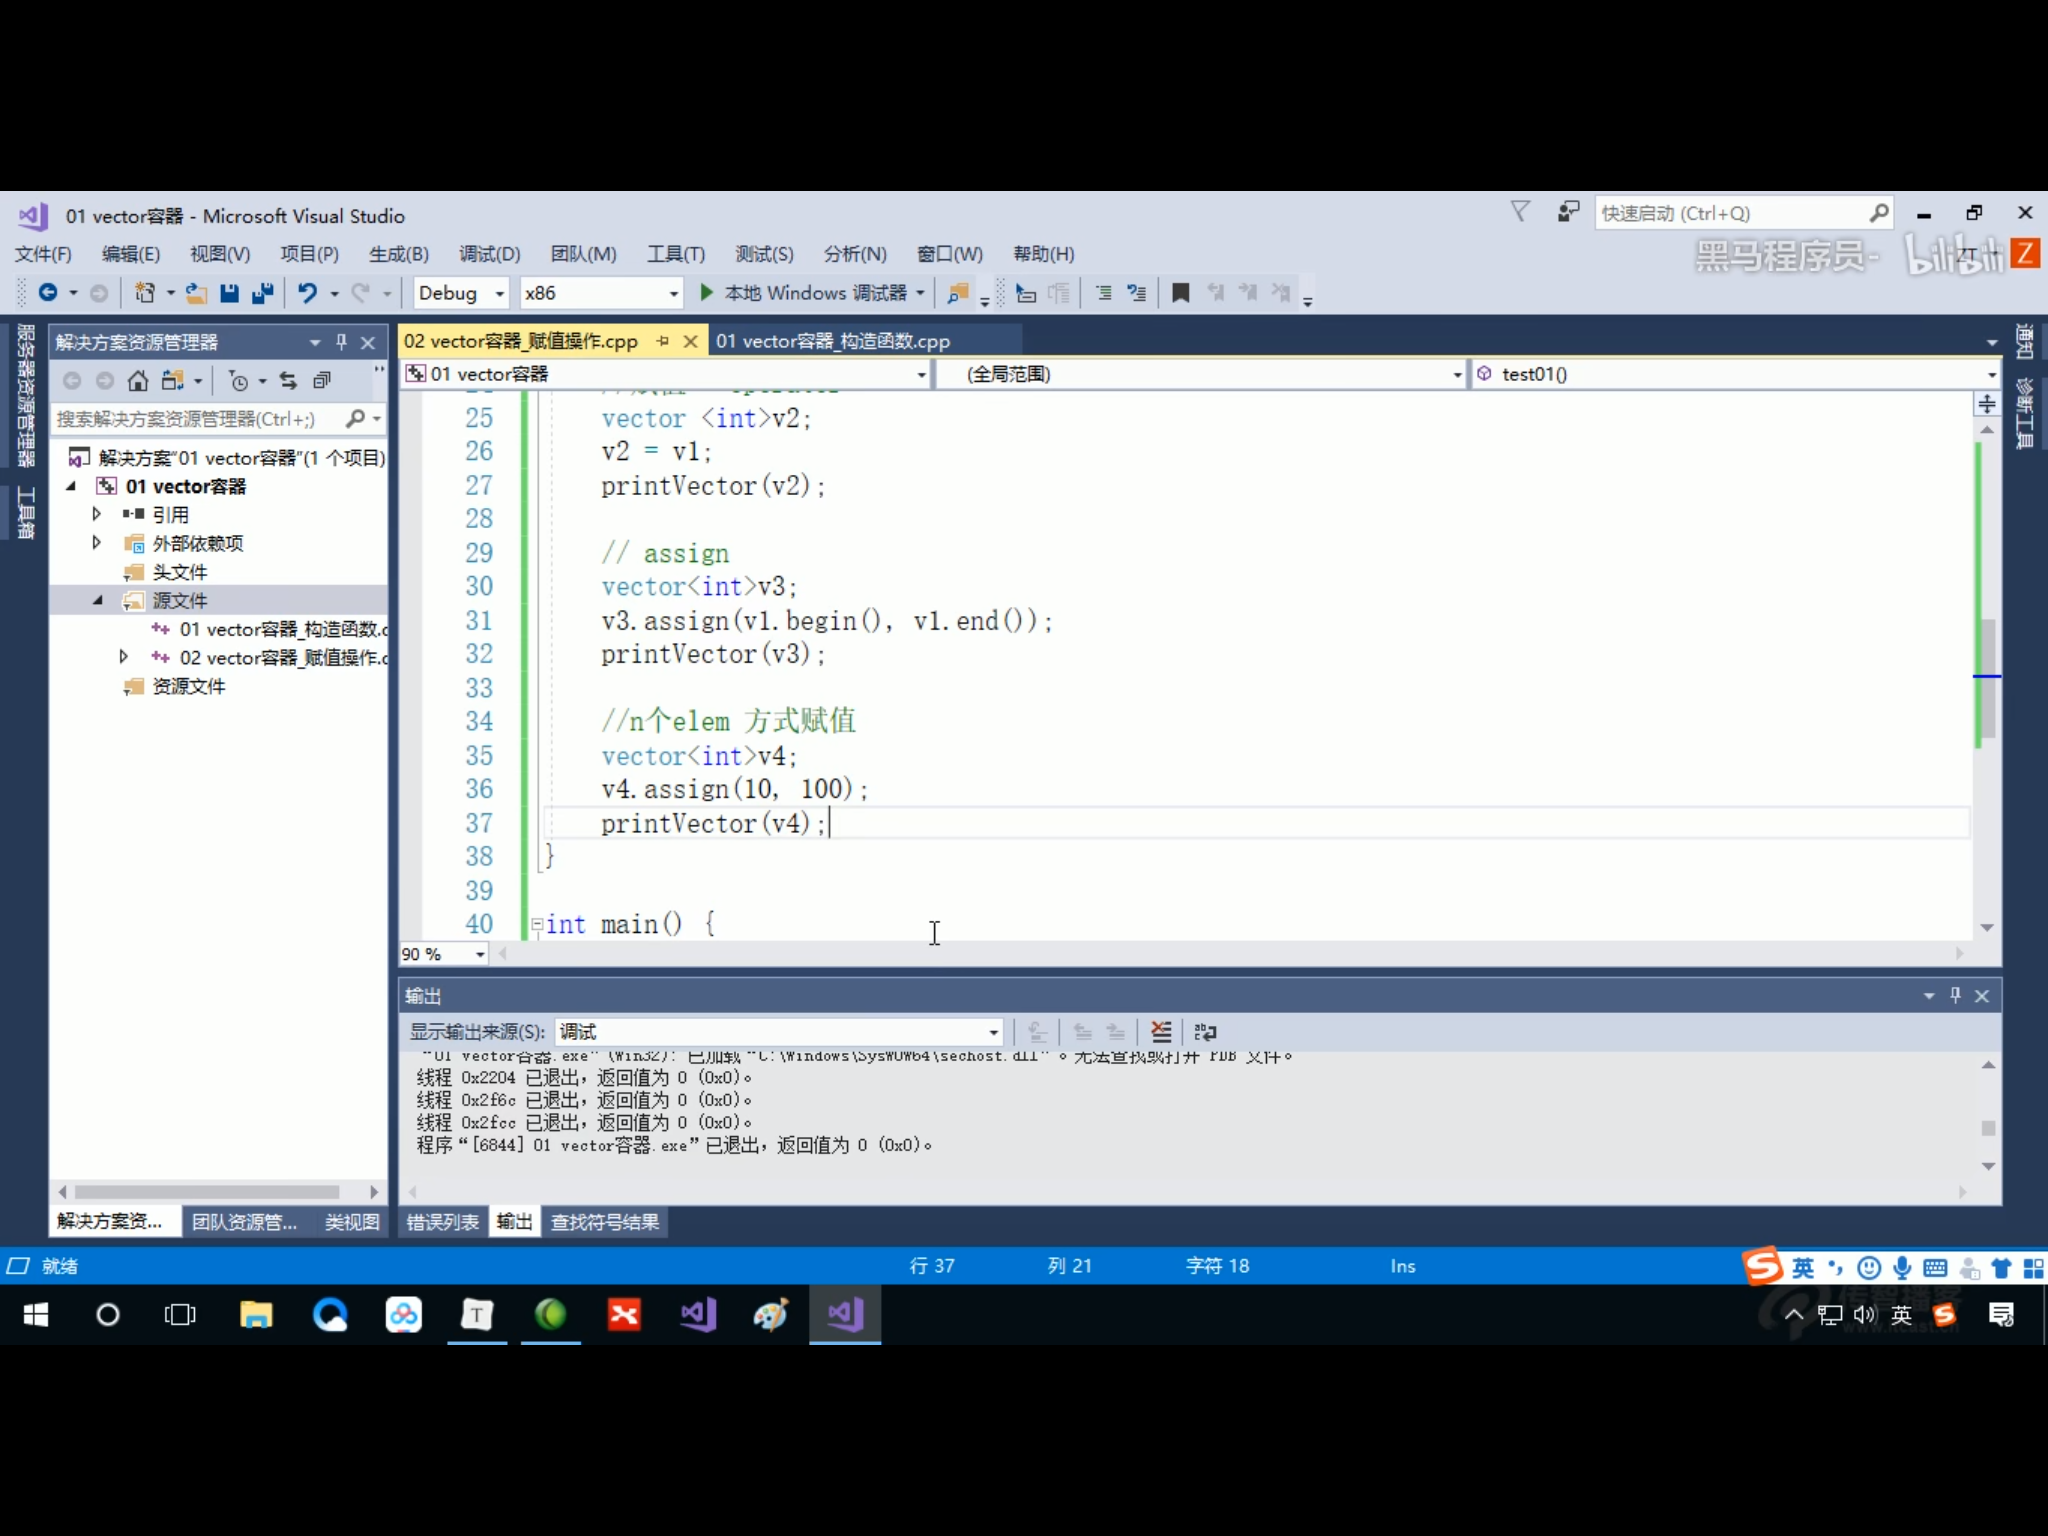 01 vector容器 - Microsoft Visual Studio
快速启动 (Ctrl+Q)
文件(F) 编辑(E) 视图(V) 项目(P) 生成(B) 调试(D) 团队(M) 工具(T) 测试(S) 分析(N) 窗口(W) 帮助(H)
黑马程序员- bilibili
Z
Debug x86 本地 Windows 调试器
服务器资源管理器
工具箱
解决方案资源管理器
搜索解决方案资源管理器(Ctrl+;)
解决方案"01 vector容器"(1 个项目)
01 vector容器
引用
外部依赖项
头文件
源文件
01 vector容器_构造函数.c
02 vector容器_赋值操作.c
资源文件
解决方案资... 团队资源管... 类视图
02 vector容器_赋值操作.cpp 01 vector容器_构造函数.cpp
01 vector容器 (全局范围) test01()
25 vector <int>v2;
26 v2 = v1;
27 printVector(v2);
28
29 // assign
30 vector<int>v3;
31 v3.assign(v1.begin(), v1.end());
32 printVector(v3);
33
34 //n个elem 方式赋值
35 vector<int>v4;
36 v4.assign(10, 100);
37 printVector(v4);
38 }
39
40 int main() {
90 %
通知
诊断工具
输出
显示输出来源(S): 调试
"01 vector容器.exe" (Win32): 已加载 "C:\Windows\SysWOW64\sechost.dll"。无法查找或打开 PDB 文件。
线程 0x2204 已退出，返回值为 0 (0x0)。
线程 0x2f6c 已退出，返回值为 0 (0x0)。
线程 0x2fcc 已退出，返回值为 0 (0x0)。
程序"[6844] 01 vector容器.exe"已退出，返回值为 0 (0x0)。
错误列表 输出 查找符号结果
就绪 行 37 列 21 字符 18 Ins
英
英